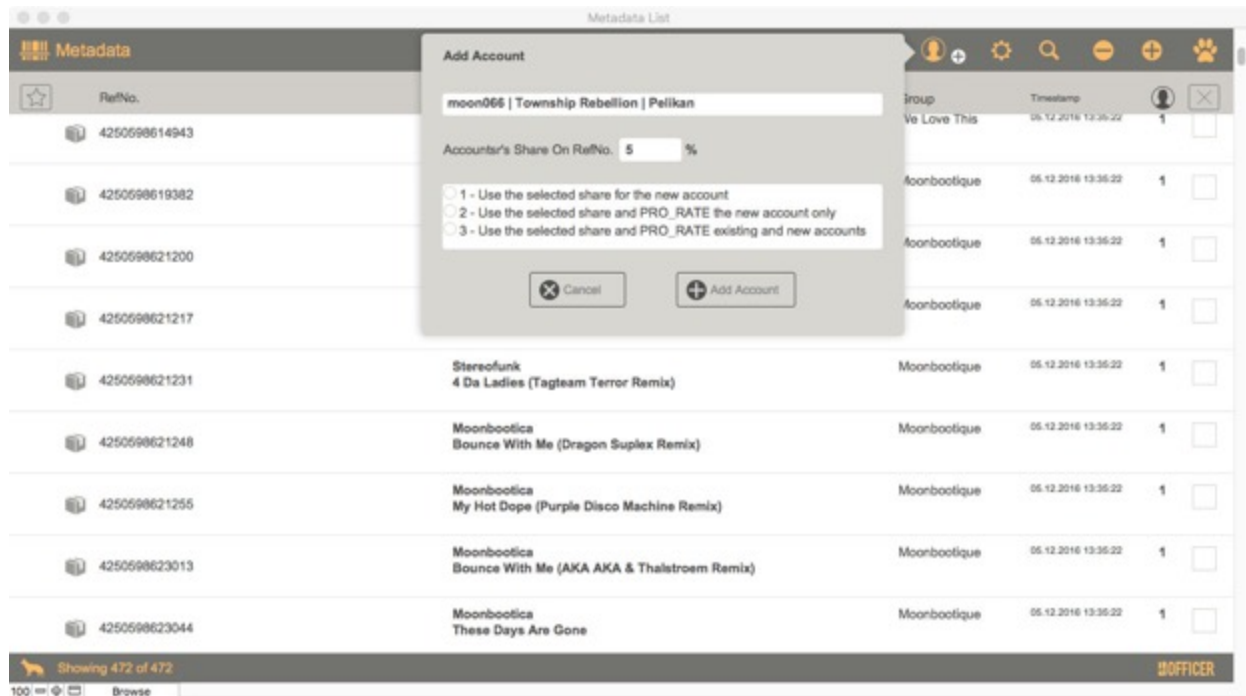 Metadata List
Metadata
Add Account
moon066 | Township Rebellion | Pelikan
Accountsr's Share On RefNo. 5 %
1 - Use the selected share for the new account
2 - Use the selected share and PRO_RATE the new account only
3 - Use the selected share and PRO_RATE existing and new accounts
Cancel Add Account
RefNo. Group Timestamp
4250598614943 We Love This 05.12.2016 13:35:22 1
4250598619382 Moonbootique 05.12.2016 13:35:22 1
4250598621200 Moonbootique 05.12.2016 13:35:22 1
4250598621217 Moonbootique 05.12.2016 13:35:22 1
Stereofunk
4250598621231 4 Da Ladies (Tagteam Terror Remix) Moonbootique 05.12.2016 13:35:22 1
Moonbootica
4250598621248 Bounce With Me (Dragon Suplex Remix) Moonbootique 05.12.2016 13:35:22 1
Moonbootica
4250598621255 My Hot Dope (Purple Disco Machine Remix) Moonbootique 05.12.2016 13:35:22 1
Moonbootica
4250598623013 Bounce With Me (AKA AKA & Thalstroem Remix) Moonbootique 05.12.2016 13:35:22 1
Moonbootica
4250598623044 These Days Are Gone Moonbootique 05.12.2016 13:35:22 1
Showing 472 of 472 OFFICER
100 Browse